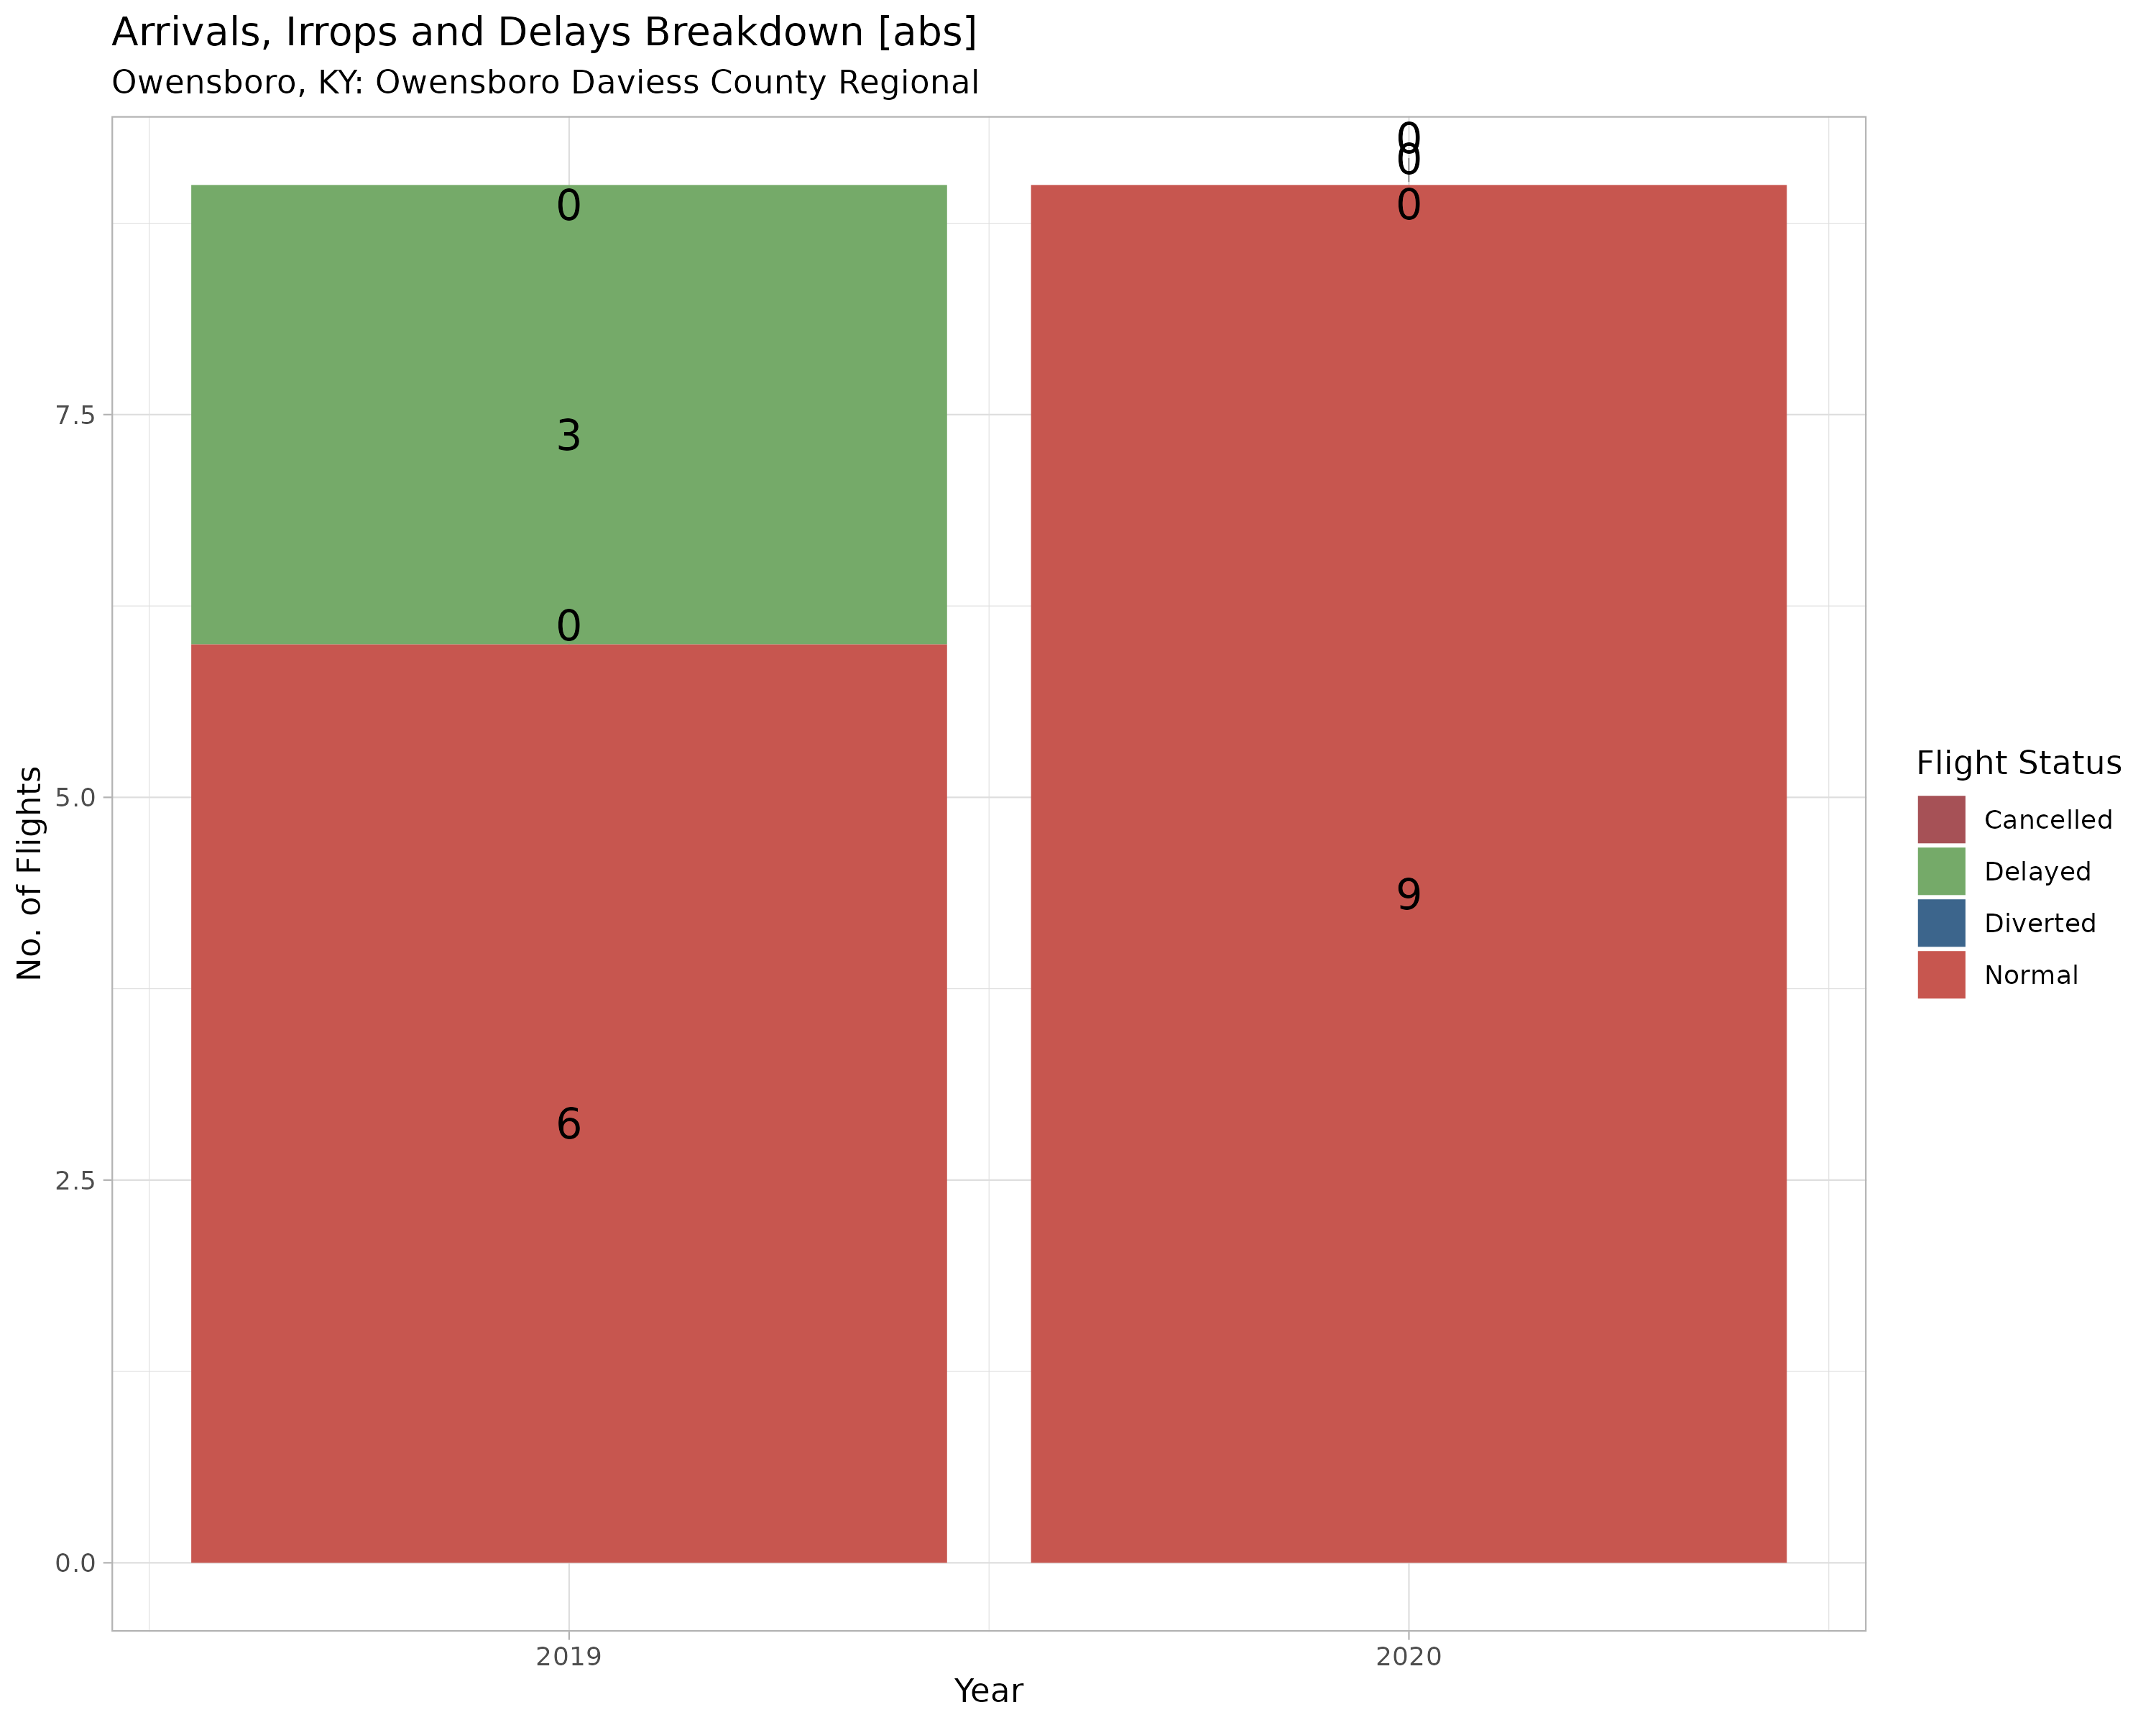 Arrivals, Irrops and Delays Breakdown [abs]
Owensboro, KY: Owensboro Daviess County Regional
0
0
0
0
3
7.5
0
Flight Status
No. of Flights
5.0
Cancelled
Delayed
9
Diverted
Normal
6
2.5
0.0
2019
2020
Year